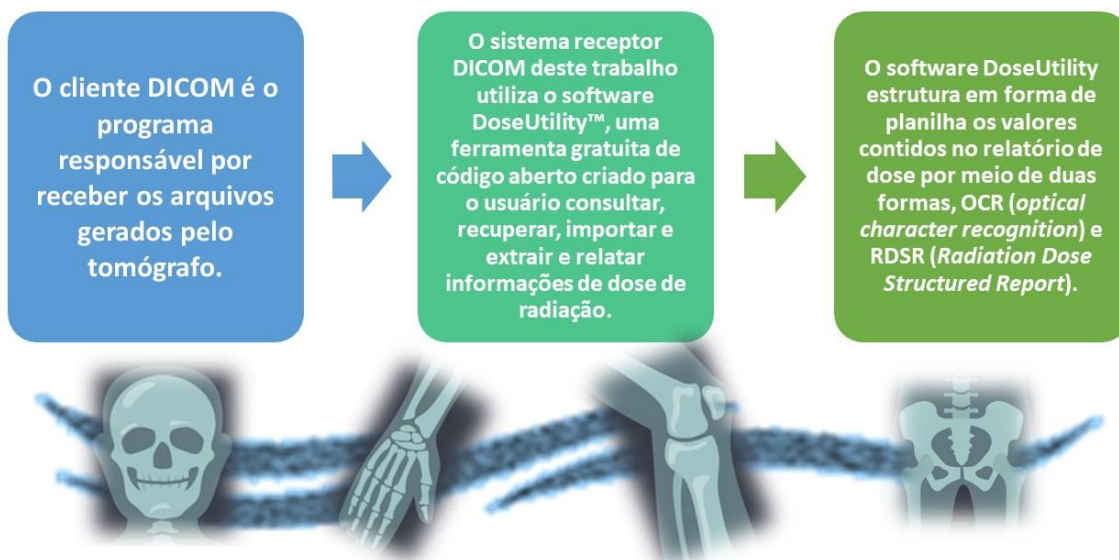 O cliente DICOM é o
programa
responsável por
receber os arquivos
gerados pelo
tomógrafo.
O sistema receptor
DICOM deste trabalho
utiliza o software
DoseUtility™, uma
ferramenta gratuita de
código aberto criado para
o usuário consultar,
recuperar, importar e
extrair e relatar
informações de dose de
radiação.
O software DoseUtility
estrutura em forma de
planilha os valores
contidos no relatório de
dose por meio de duas
formas, OCR (optical
character recognition) e
RDSR (Radiation Dose
Structured Report).